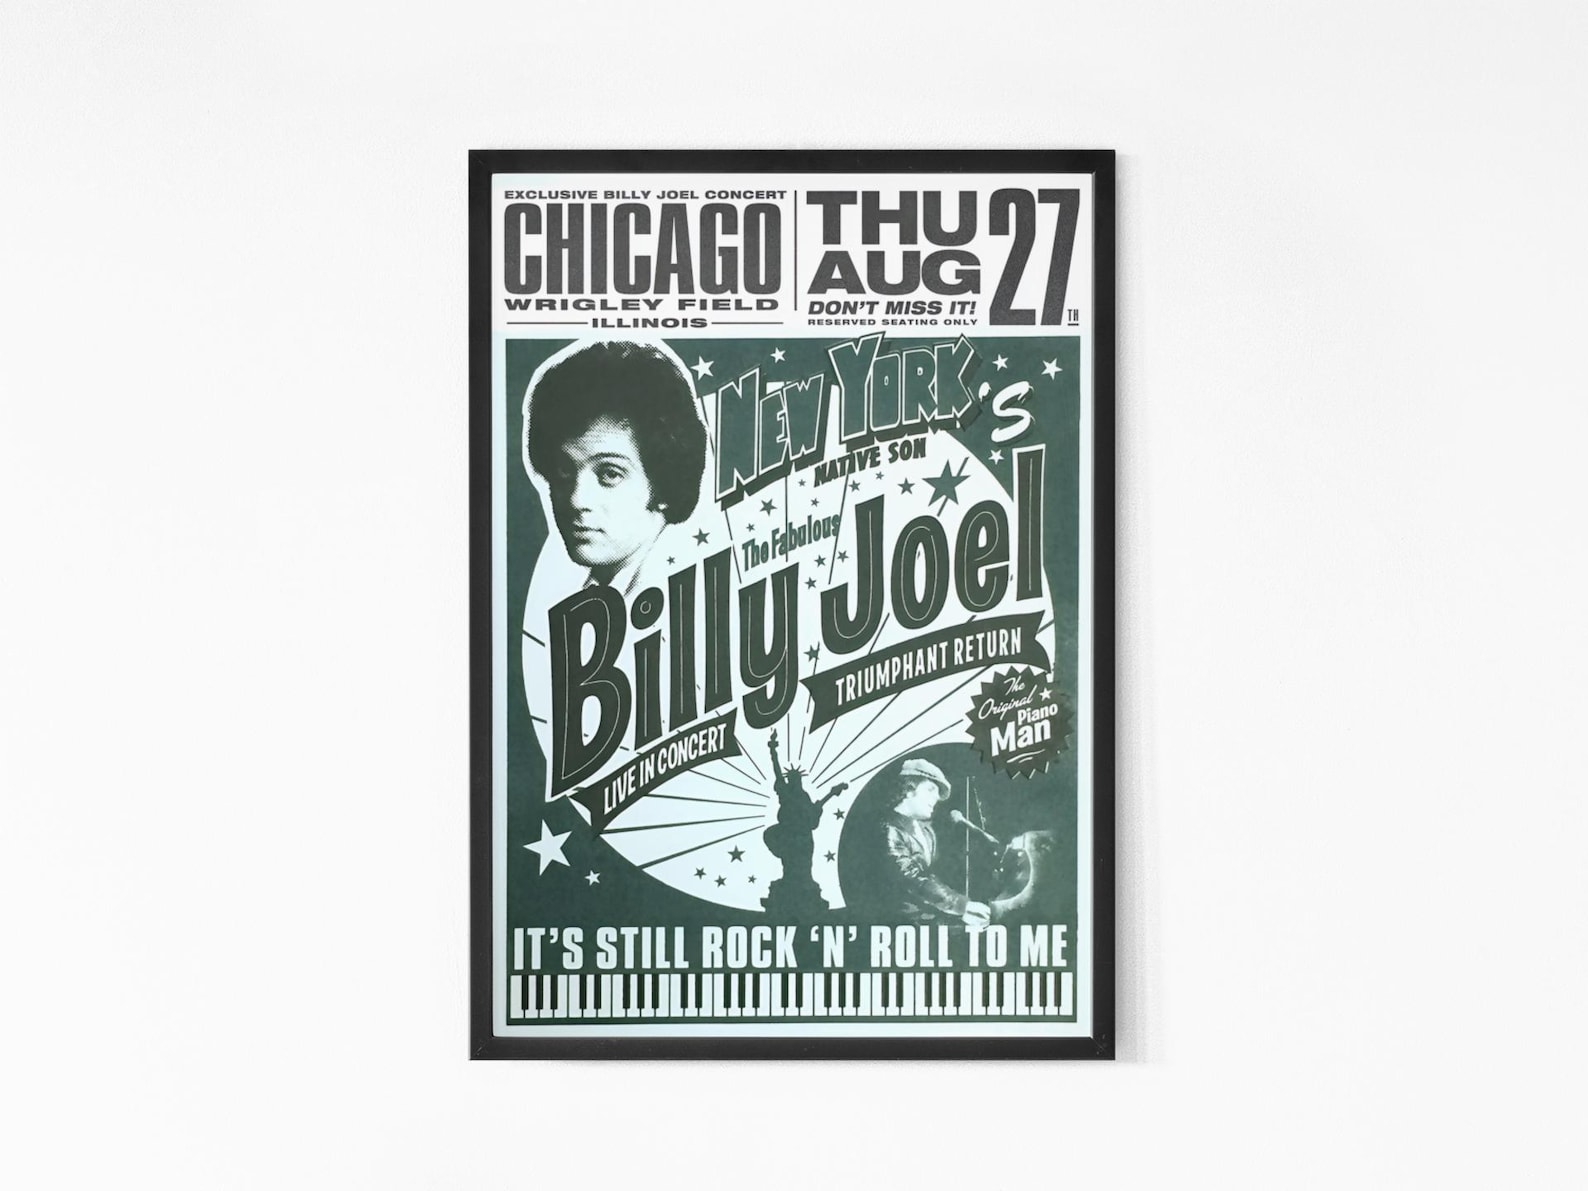 EXCLUSIVE BILLY JOEL CONCERT
CHICAGO
WRIGLEY FIELD
ILLINOIS
THU
AUG
27TH
DON'T MISS IT!
RESERVED SEATING ONLY
NEW YORK'S
NATIVE SON
The Fabulous
Billy Joel
TRIUMPHANT RETURN
LIVE IN CONCERT
The
Original
Piano
Man
IT'S STILL ROCK 'N' ROLL TO ME